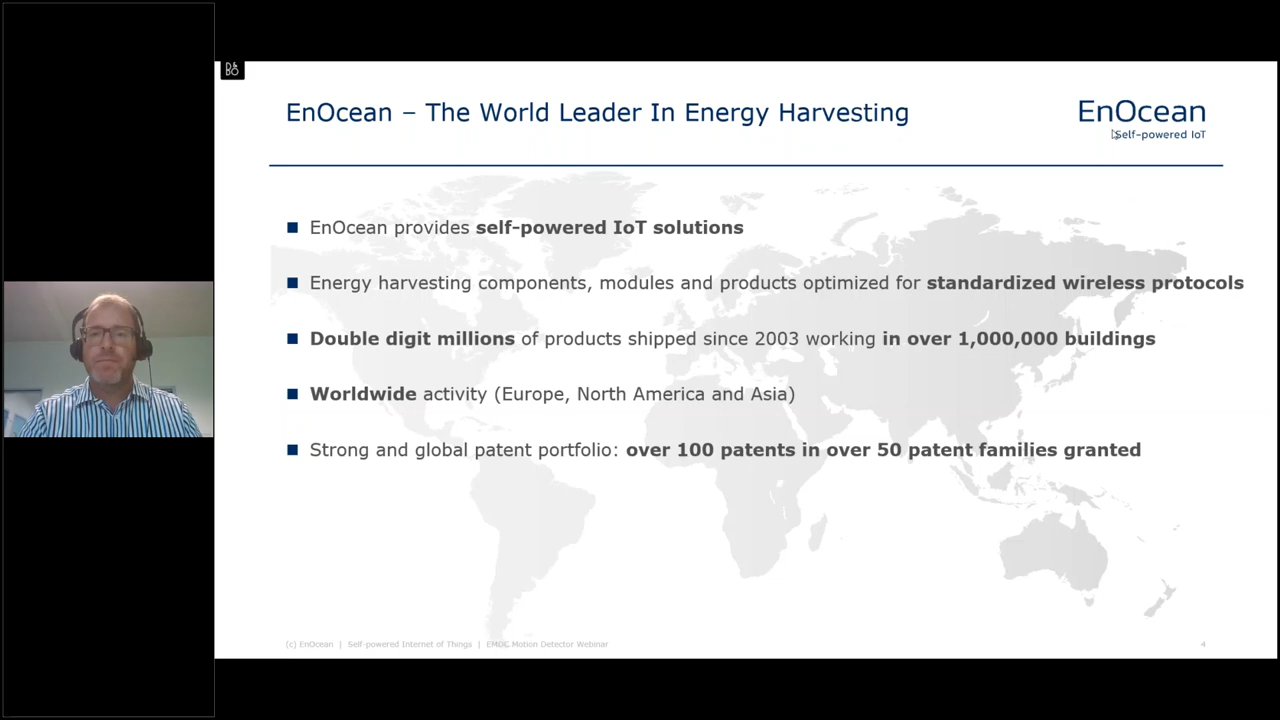 D&
BO
EnOcean – The World Leader In Energy Harvesting
EnOcean
Self-powered IoT
■ EnOcean provides self-powered IoT solutions
■ Energy harvesting components, modules and products optimized for standardized wireless protocols
■ Double digit millions of products shipped since 2003 working in over 1,000,000 buildings
■ Worldwide activity (Europe, North America and Asia)
■ Strong and global patent portfolio: over 100 patents in over 50 patent families granted
(c) EnOcean | Self-powered Internet of Things | EMDC Motion Detector Webinar
4